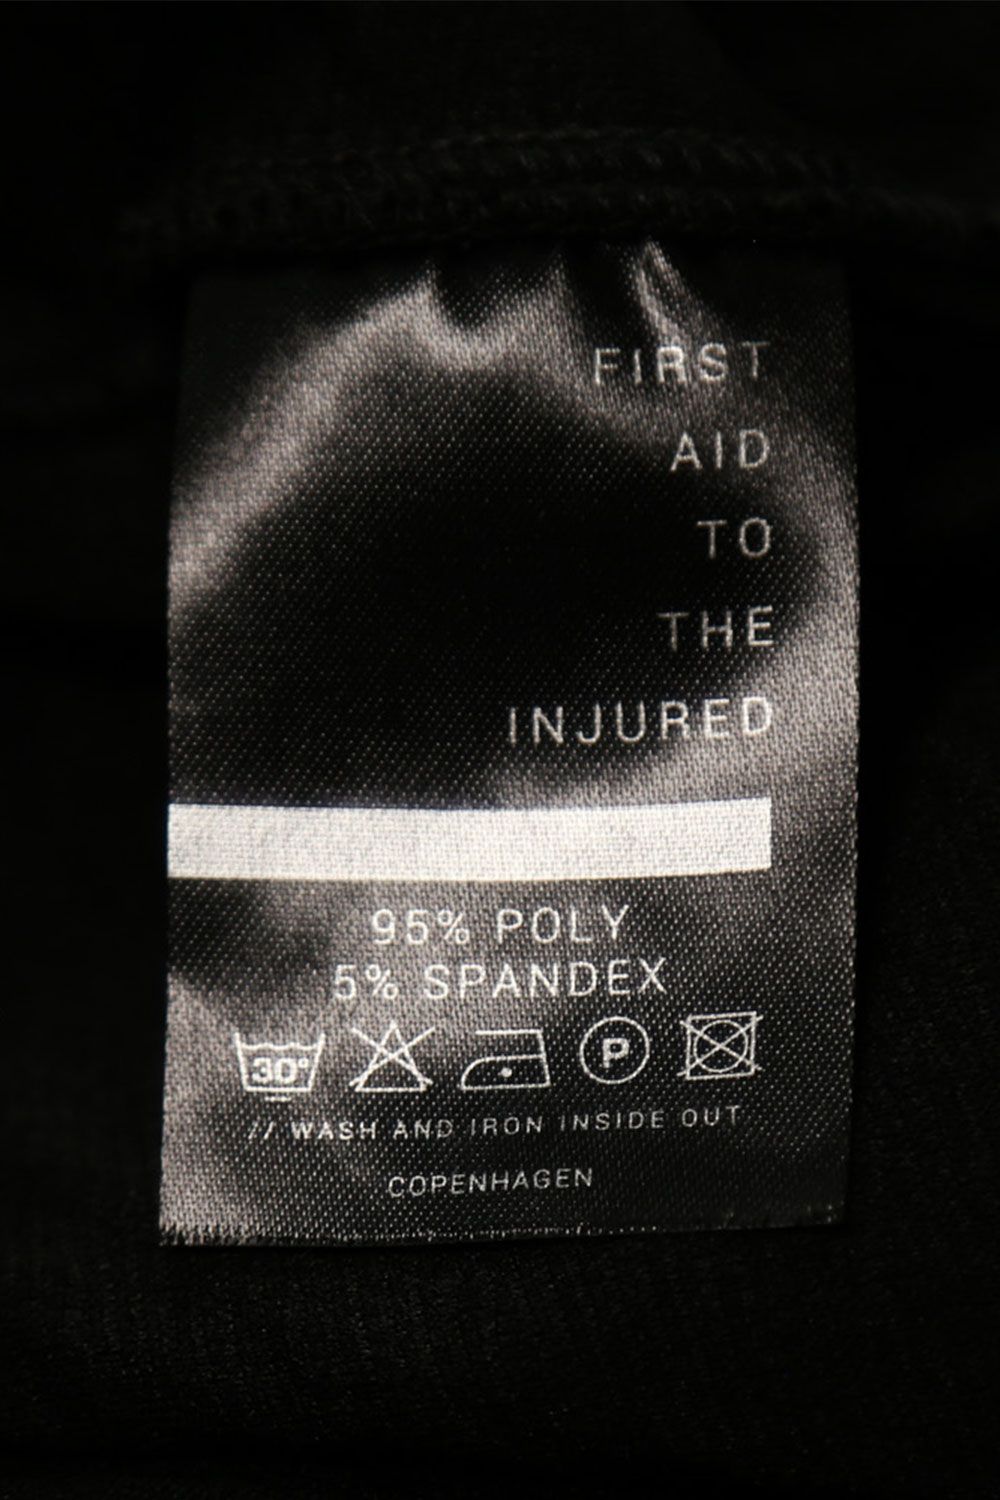 FIRST
AID
TO
THE
INJURED
95% POLY
5% SPANDEX
30° P
// WASH AND IRON INSIDE OUT
COPENHAGEN